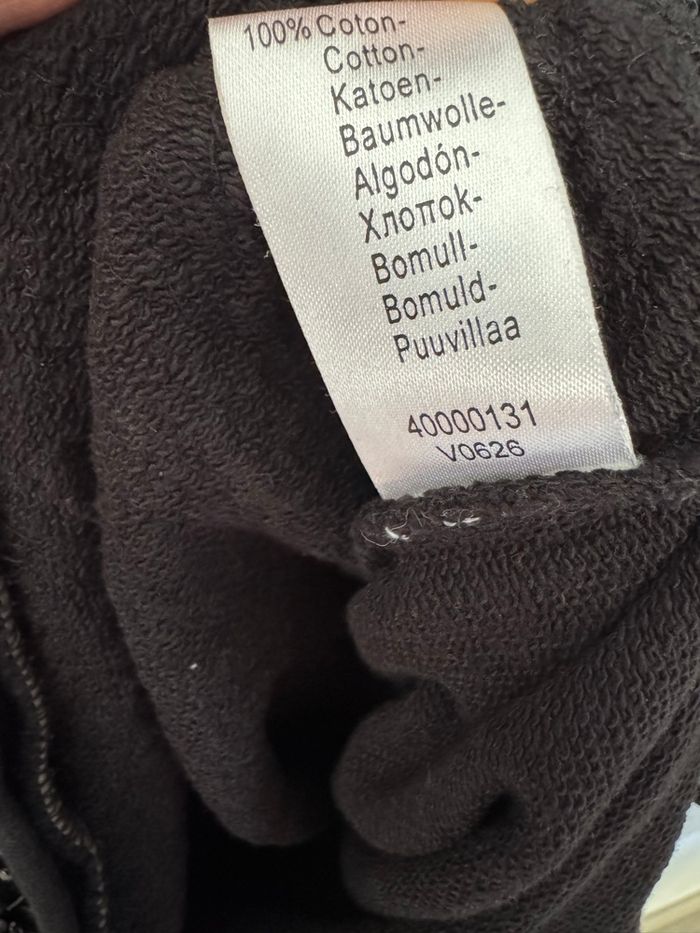 100% Coton-
Cotton-
Katoen-
Baumwolle-
Algodón-
Хлопок-
Bomull-
Bomuld-
Puuvillaa
40000131
V0626